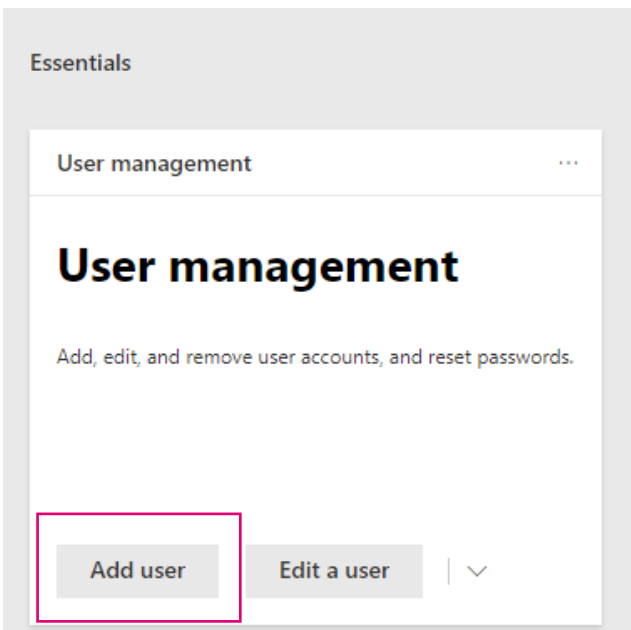 Essentials
User management
User management
Add, edit, and remove user accounts, and reset passwords.
Add user
Edit a user